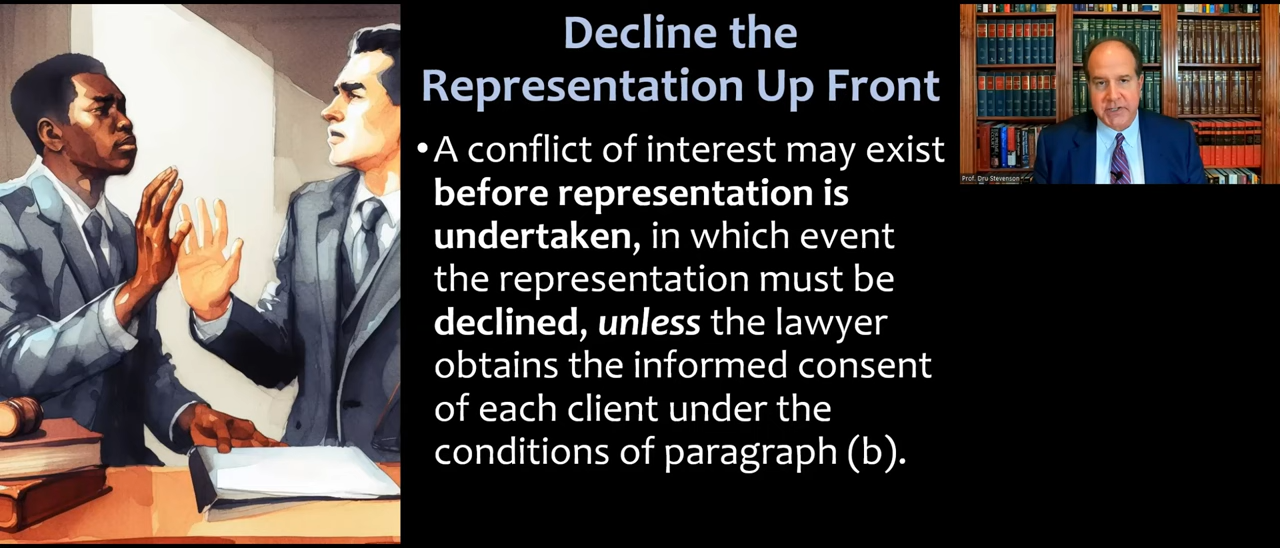 Decline the
Representation Up Front
• A conflict of interest may exist
before representation is
undertaken, in which event
the representation must be
declined, unless the lawyer
obtains the informed consent
of each client under the
conditions of paragraph (b).
Prof. Dru Stevenson